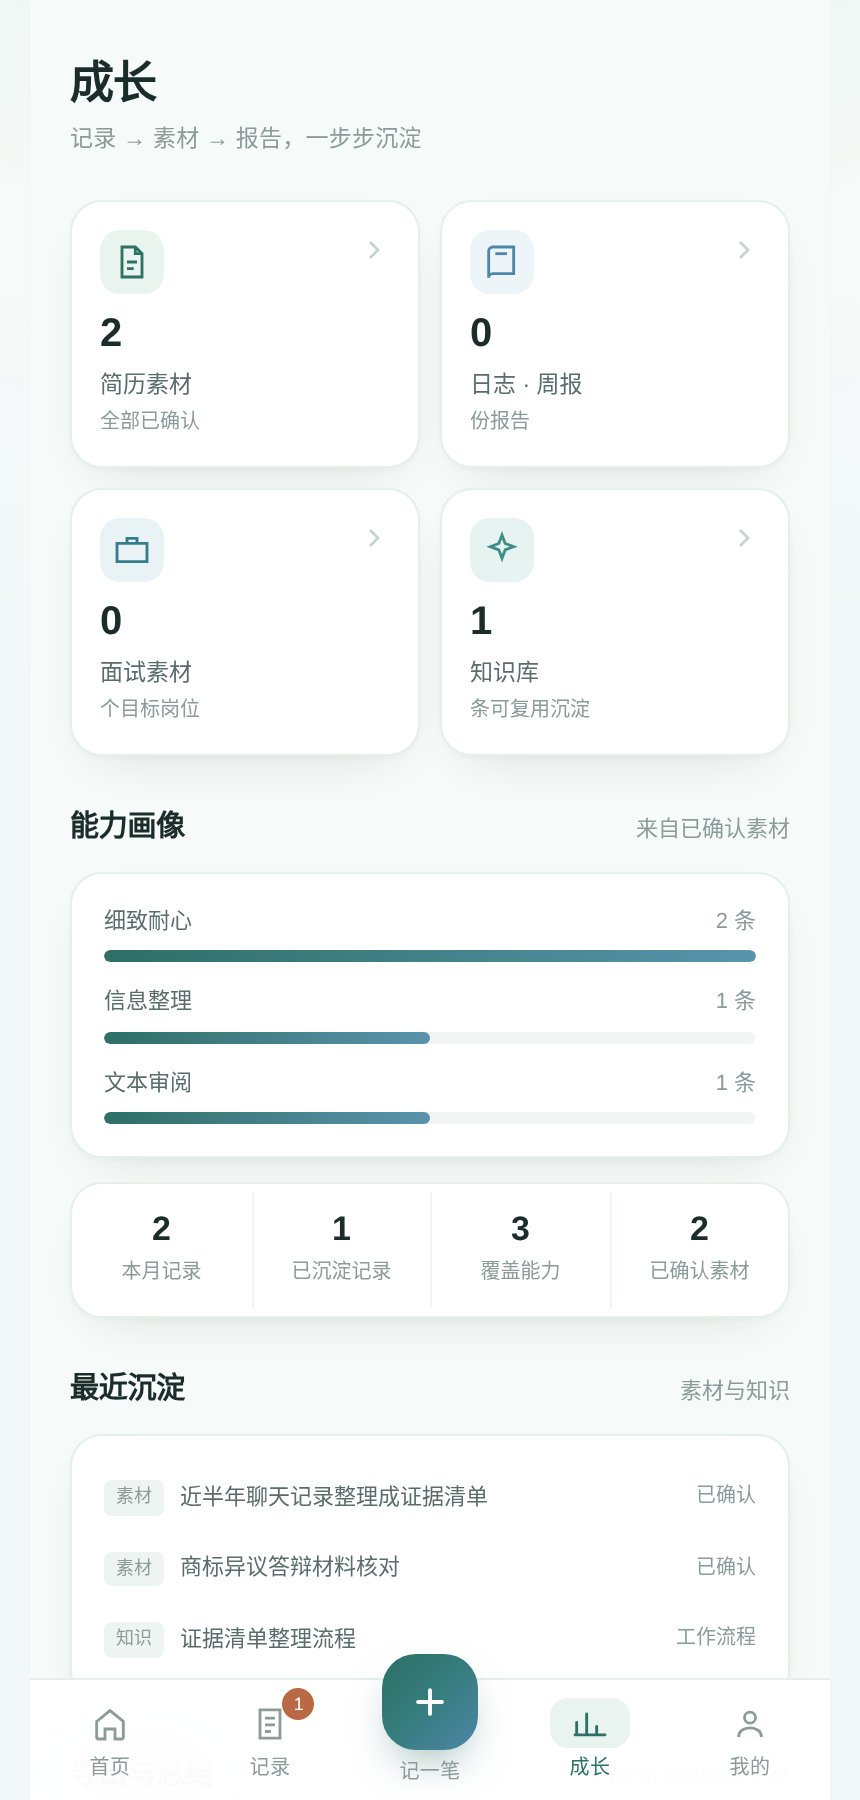 成长
记录 → 素材 → 报告，一步步沉淀
2
简历素材
全部已确认
0
日志 · 周报
份报告
0
面试素材
个目标岗位
1
知识库
条可复用沉淀
能力画像 来自已确认素材
细致耐心 2 条
信息整理 1 条
文本审阅 1 条
2
本月记录
1
已沉淀记录
3
覆盖能力
2
已确认素材
最近沉淀 素材与知识
素材 近半年聊天记录整理成证据清单 已确认
素材 商标异议答辩材料核对 已确认
知识 证据清单整理流程 工作流程
首页
1
记录
记一笔
成长
我的